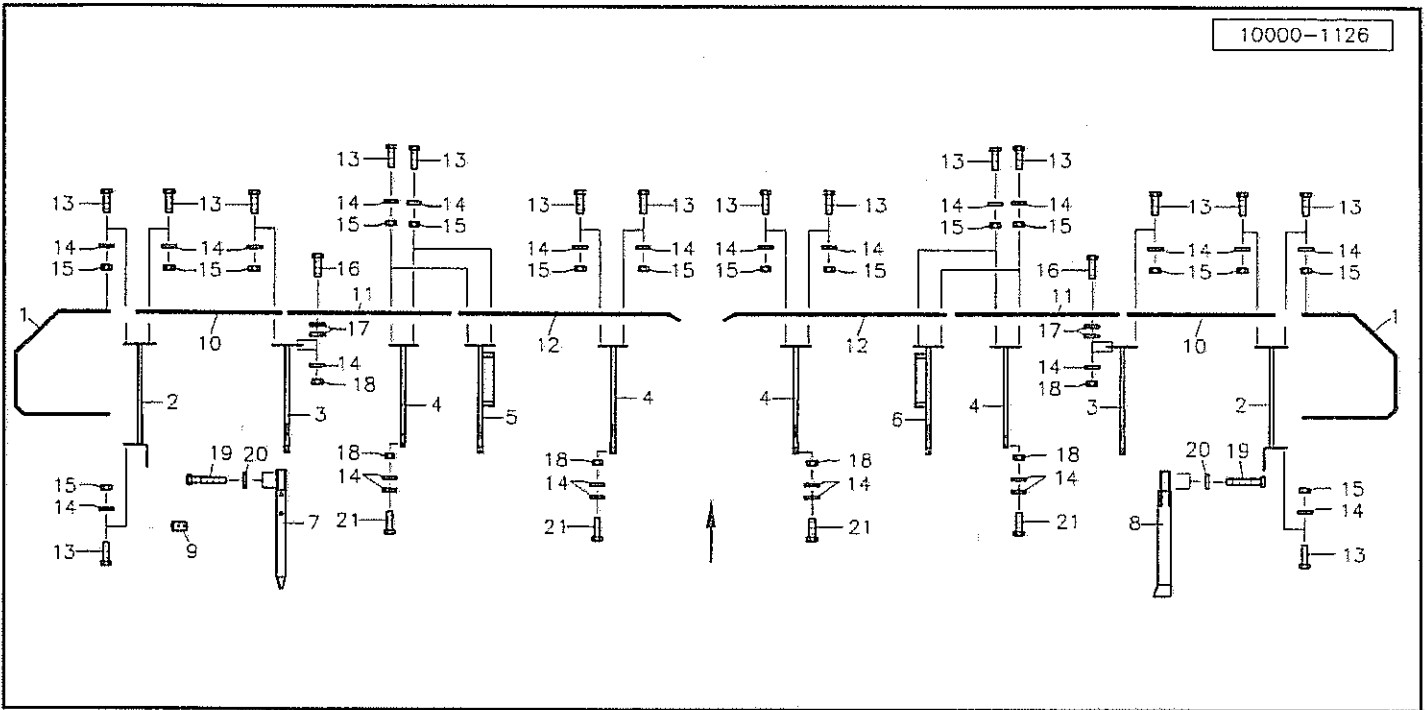 10000-1126
13 13 13 13
13 13 13 13 13 13 13 13 13 13 13 13
14 14 14 14
15 15 15 15
14 14 14 14 14 14 14 14 14
15 15 15 15 15 15 15 15 15
16 16
1 11 11 1
17 17
10 12 12 10
14 14
18 18
2 3 4 5 4 4 6 4 3 2
19 20 18 18 18 18 20 19
15 14 14 14 14 15
14 14
7 21 21 21 21 8
13 9 13